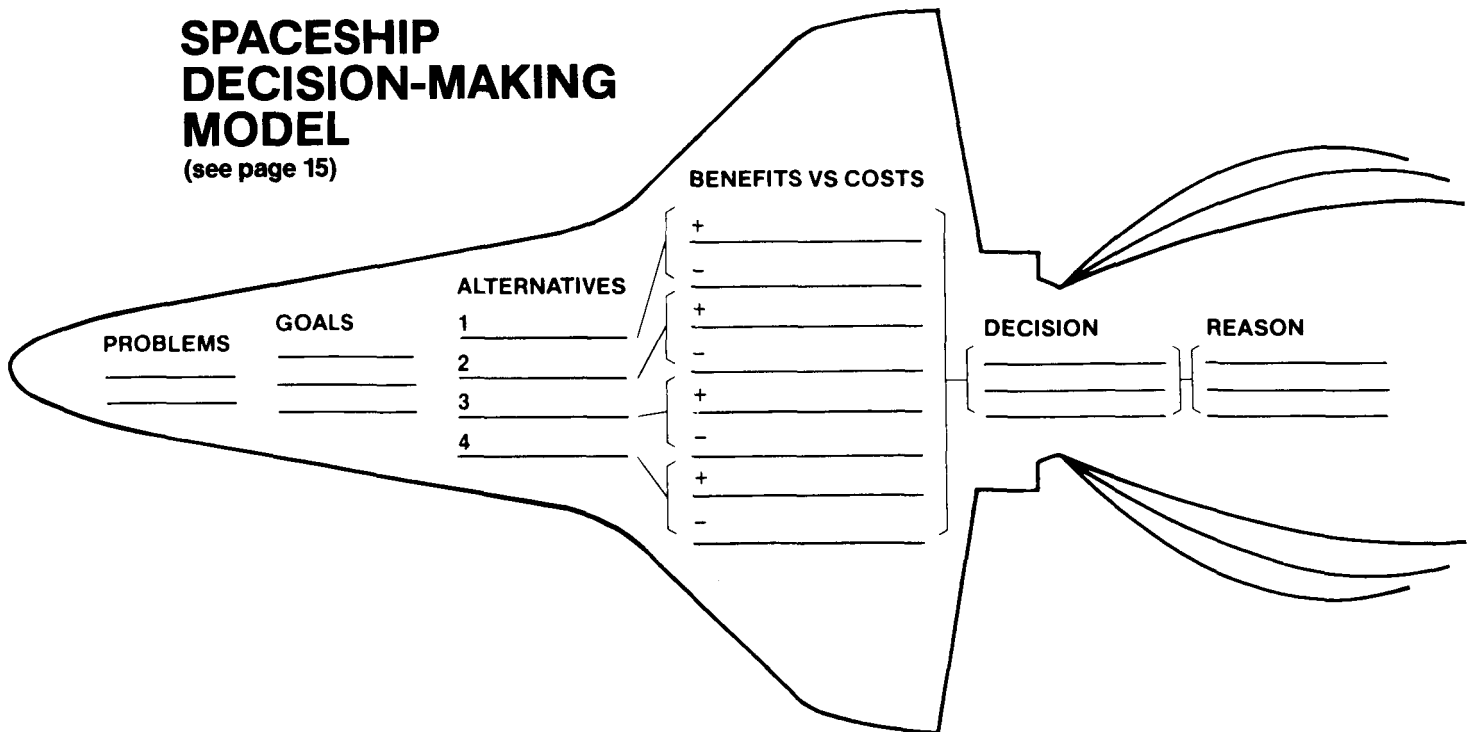 SPACESHIP
DECISION-MAKING
MODEL
(see page 15)
PROBLEMS
GOALS
ALTERNATIVES
1
2
3
4
BENEFITS VS COSTS
+
-
+
-
+
-
+
-
DECISION
REASON